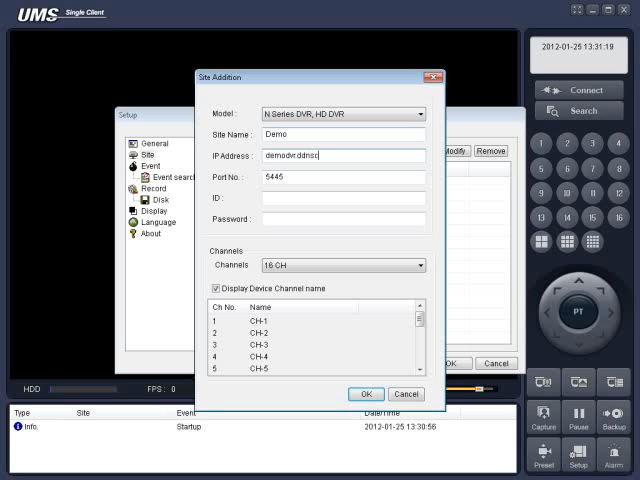 UMS Single Client
2012-01-25 13:31:19
Connect
Search
Setup
General
Site
Event
Event searc
Record
Disk
Display
Language
About
Modify Remove
OK Cancel
Site Addition
Model : N Series DVR, HD DVR
Site Name : Demo
IP Address : demodvr.ddnsc
Port No. : 5445
ID :
Password :
Channels
Channels 16 CH
Display Device Channel name
Ch No. Name
1 CH-1
2 CH-2
3 CH-3
4 CH-4
5 CH-5
OK Cancel
1 2 3 4
5 6 7 8
9 10 11 12
13 14 15 16
PT
HDD FPS : 0
Type Site Event Date/Time
Info. Startup 2012-01-25 13:30:56
Capture Pause Backup
Preset Setup Alarm